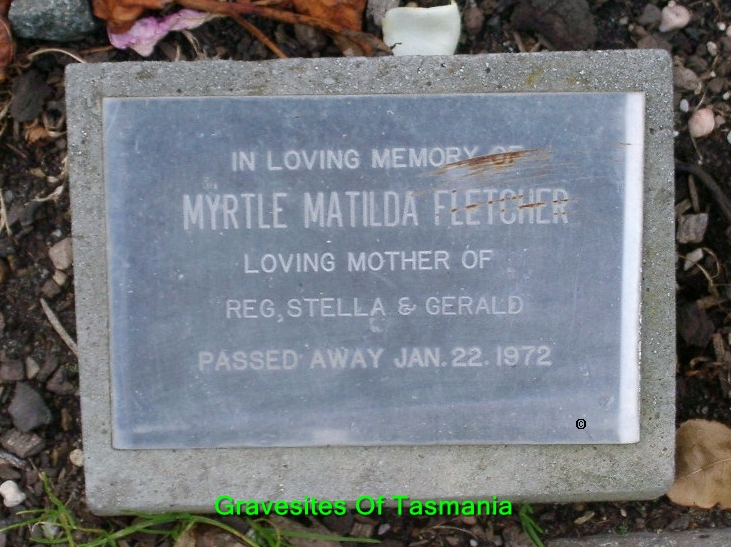 IN LOVING MEMORY OF
MYRTLE MATILDA FLETCHER
LOVING MOTHER OF
REG, STELLA & GERALD
PASSED AWAY JAN. 22. 1972
©
Gravesites Of Tasmania